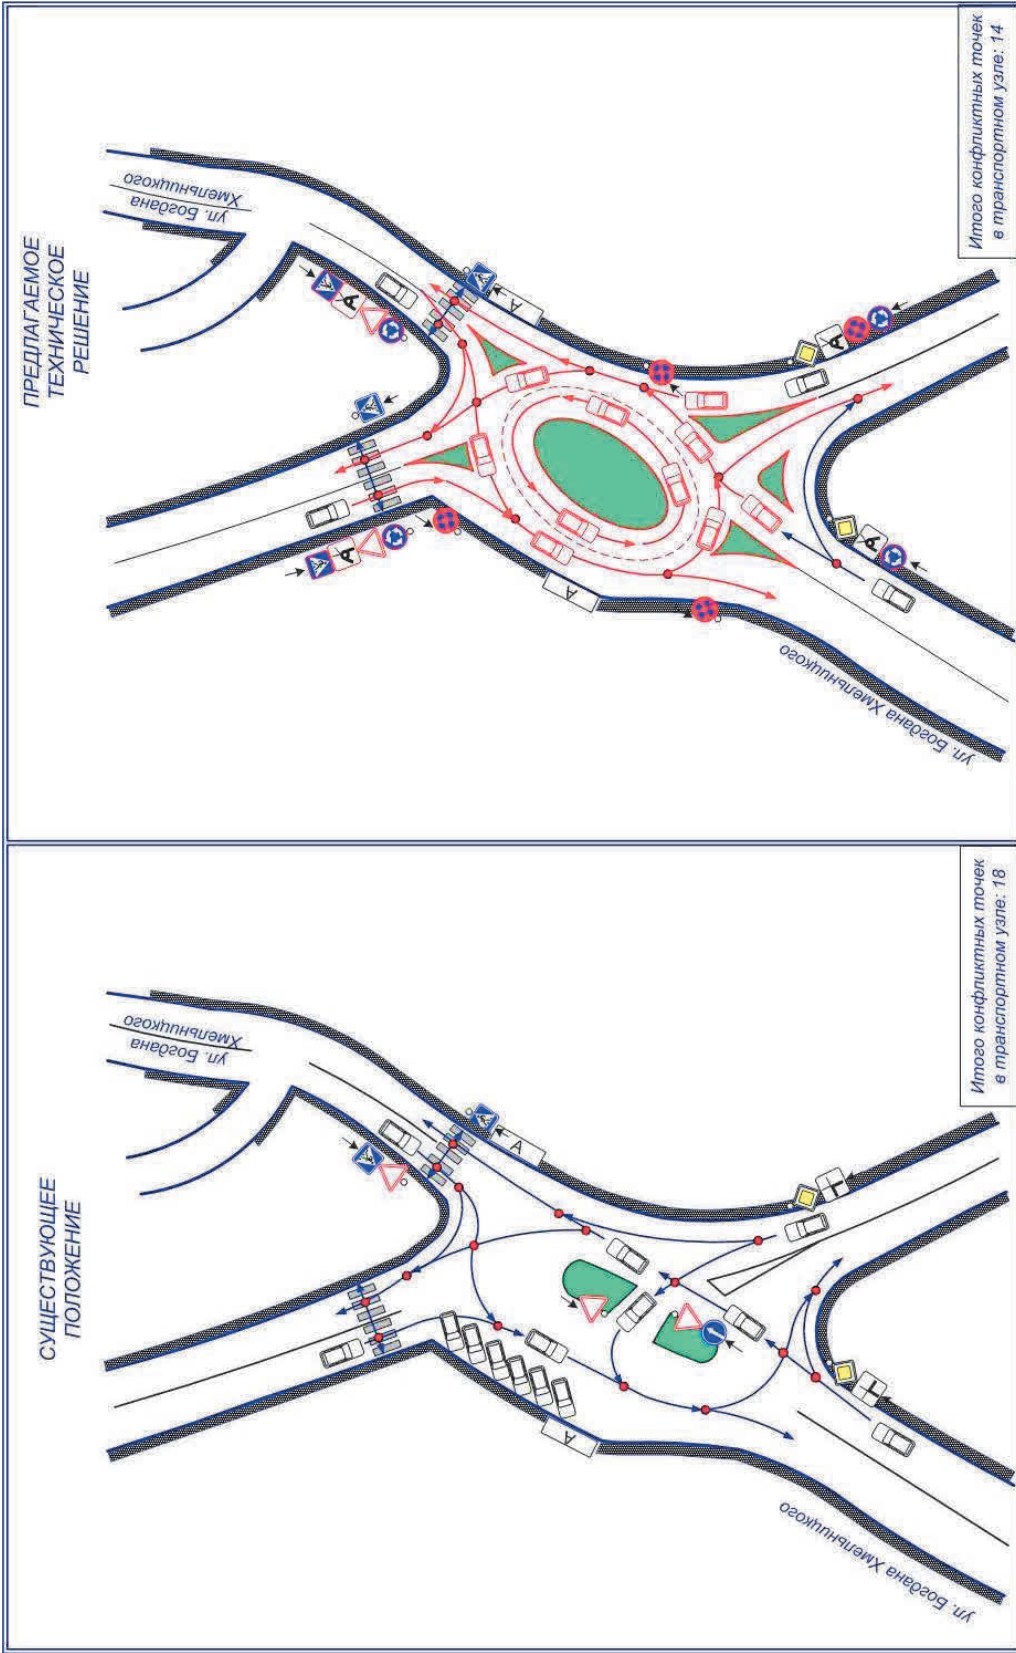 ПРЕДЛАГАЕМОЕ
ТЕХНИЧЕСКОЕ
РЕШЕНИЕ
ул. Богдана
Хмельницкого
А
А
А
А
А
А
ул. Богдана Хмельницкого
Итого конфликтных точек
в транспортном узле: 14
СУЩЕСТВУЮЩЕЕ
ПОЛОЖЕНИЕ
ул. Богдана
Хмельницкого
А
А
ул. Богдана Хмельницкого
Итого конфликтных точек
в транспортном узле: 18